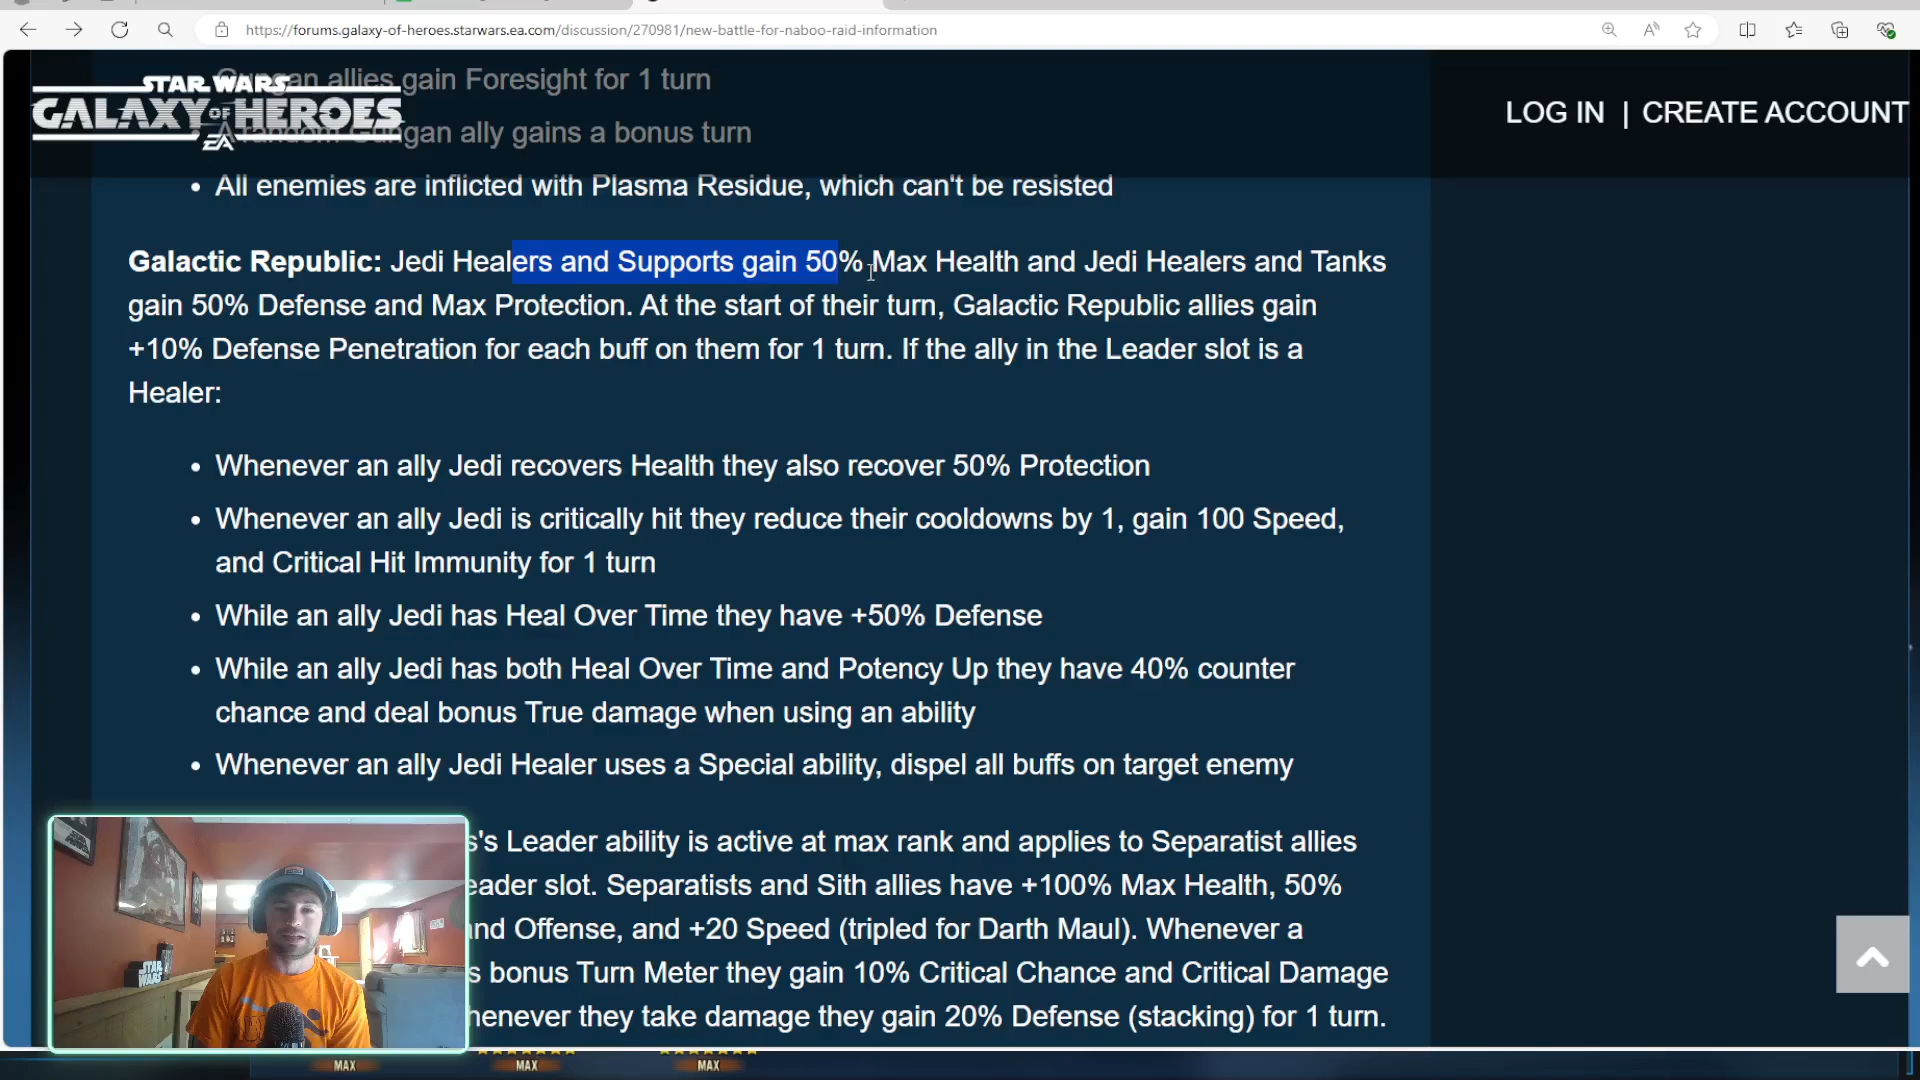 https://forums.galaxy-of-heroes.starwars.ea.com/discussion/270981/new-battle-for-naboo-raid-information
Gungan allies gain Foresight for 1 turn
STAR WARS
GALAXY OF HEROES
EA
LOG IN | CREATE ACCOUNT
A random Gungan ally gains a bonus turn
• All enemies are inflicted with Plasma Residue, which can't be resisted
Galactic Republic: Jedi Healers and Supports gain 50% Max Health and Jedi Healers and Tanks
gain 50% Defense and Max Protection. At the start of their turn, Galactic Republic allies gain
+10% Defense Penetration for each buff on them for 1 turn. If the ally in the Leader slot is a
Healer:
• Whenever an ally Jedi recovers Health they also recover 50% Protection
• Whenever an ally Jedi is critically hit they reduce their cooldowns by 1, gain 100 Speed,
and Critical Hit Immunity for 1 turn
• While an ally Jedi has Heal Over Time they have +50% Defense
• While an ally Jedi has both Heal Over Time and Potency Up they have 40% counter
chance and deal bonus True damage when using an ability
• Whenever an ally Jedi Healer uses a Special ability, dispel all buffs on target enemy
's Leader ability is active at max rank and applies to Separatist allies
eader slot. Separatists and Sith allies have +100% Max Health, 50%
nd Offense, and +20 Speed (tripled for Darth Maul). Whenever a
s bonus Turn Meter they gain 10% Critical Chance and Critical Damage
henever they take damage they gain 20% Defense (stacking) for 1 turn.
STAR WARS
MAX MAX MAX